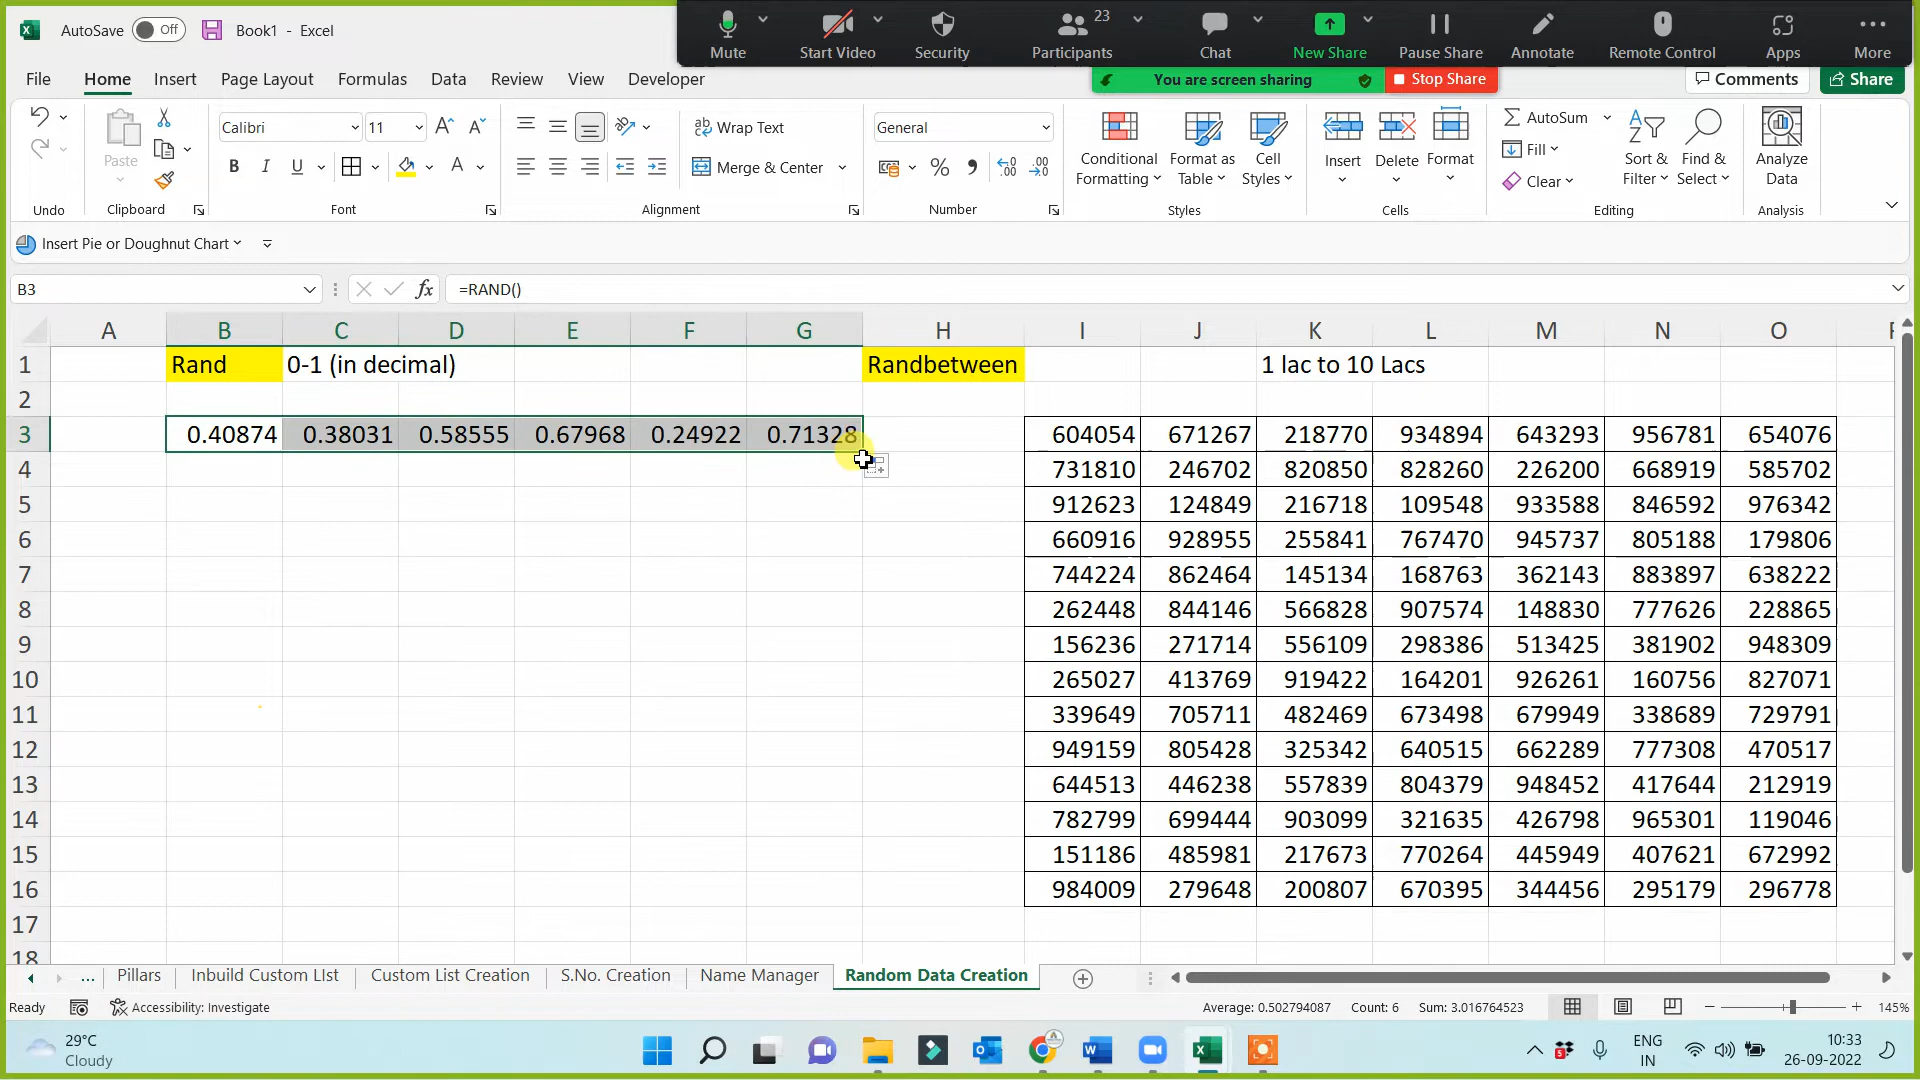 AutoSave Off Book1 - Excel
Mute Start Video Security Participants 23 Chat New Share Pause Share Annotate Remote Control Apps More
You are screen sharing Stop Share
File Home Insert Page Layout Formulas Data Review View Developer Comments Share
Paste Calibri 11 Wrap Text General Conditional Formatting Format as Table Cell Styles Insert Delete Format AutoSum Fill Clear Sort & Filter Find & Select Analyze Data
B I U A Merge & Center
Undo Clipboard Font Alignment Number Styles Cells Editing Analysis
Insert Pie or Doughnut Chart
B3 fx =RAND()
A B C D E F G H I J K L M N O
1 Rand 0-1 (in decimal) Randbetween 1 lac to 10 Lacs
2
3 0.40874 0.38031 0.58555 0.67968 0.24922 0.71328 604054 671267 218770 934894 643293 956781 654076
4 731810 246702 820850 828260 226200 668919 585702
5 912623 124849 216718 109548 933588 846592 976342
6 660916 928955 255841 767470 945737 805188 179806
7 744224 862464 145134 168763 362143 883897 638222
8 262448 844146 566828 907574 148830 777626 228865
9 156236 271714 556109 298386 513425 381902 948309
10 265027 413769 919422 164201 926261 160756 827071
11 339649 705711 482469 673498 679949 338689 729791
12 949159 805428 325342 640515 662289 777308 470517
13 644513 446238 557839 804379 948452 417644 212919
14 782799 699444 903099 321635 426798 965301 119046
15 151186 485981 217673 770264 445949 407621 672992
16 984009 279648 200807 670395 344456 295179 296778
17
18
... Pillars Inbuild Custom LIst Custom List Creation S.No. Creation Name Manager Random Data Creation
Ready Accessibility: Investigate Average: 0.502794087 Count: 6 Sum: 3.016764523 145%
29°C
Cloudy
ENG
IN
10:33
26-09-2022